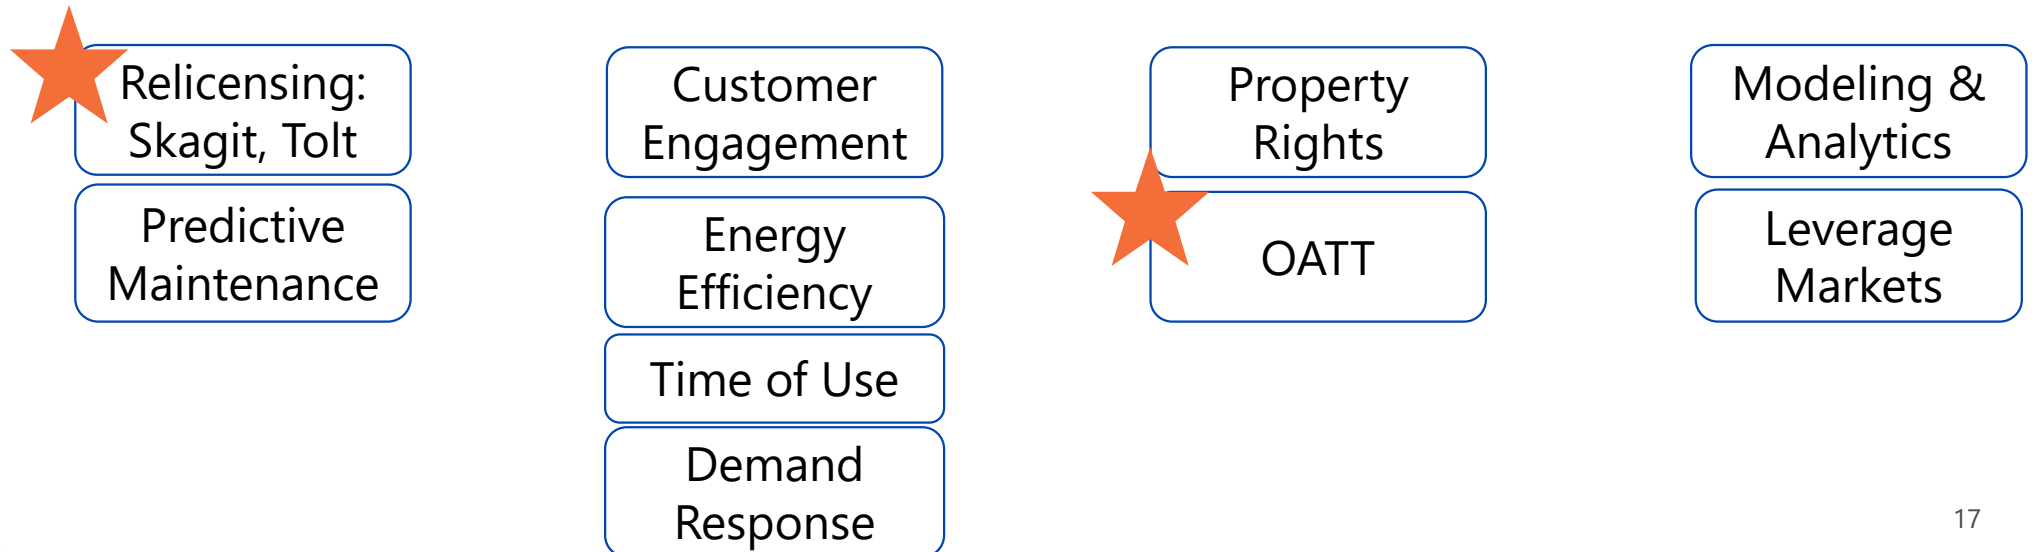 Relicensing:
Skagit, Tolt
Predictive
Maintenance
Customer
Engagement
Energy
Efficiency
Time of Use
Demand
Response
Property
Rights
OATT
Modeling &
Analytics
Leverage
Markets
17